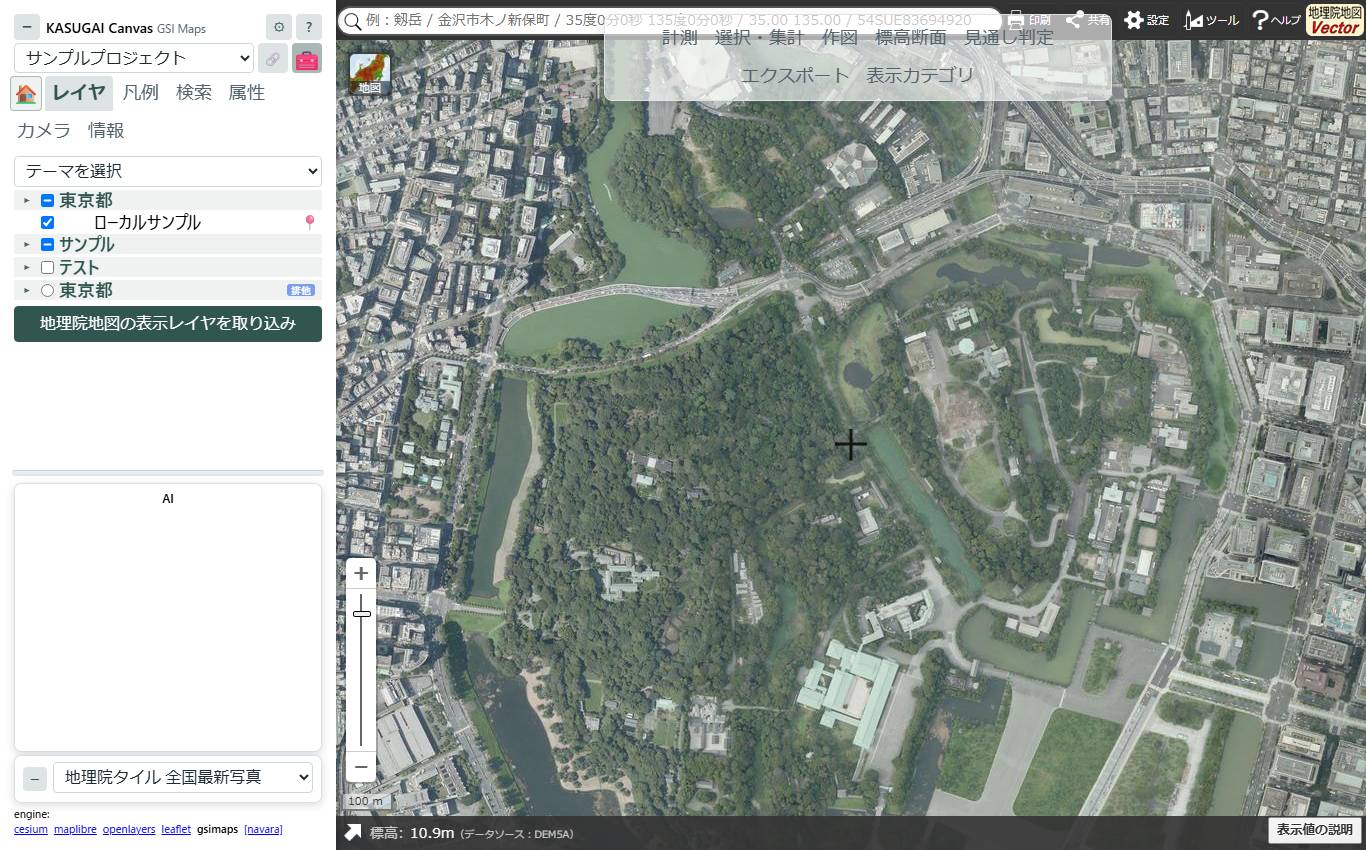 − KASUGAI Canvas GSI Maps ⚙ ?
サンプルプロジェクト
レイヤ 凡例 検索 属性
カメラ 情報
テーマを選択
東京都
ローカルサンプル
サンプル
テスト
東京都 排他
地理院地図の表示レイヤを取り込み
AI
− 地理院タイル 全国最新写真
engine:
cesium maplibre openlayers leaflet gsimaps [navara]
例：剱岳 / 金沢市木ノ新保町 / 35度0分0秒 135度0分0秒 / 35.00 135.00 / 54SUE83694920
印刷 共有 設定 ツール ヘルプ
地理院地図
Vector
計測 選択・集計 作図 標高断面 見通し判定
エクスポート 表示カテゴリ
地図
+
−
100 m
標高: 10.9m (データソース：DEM5A)
表示値の説明